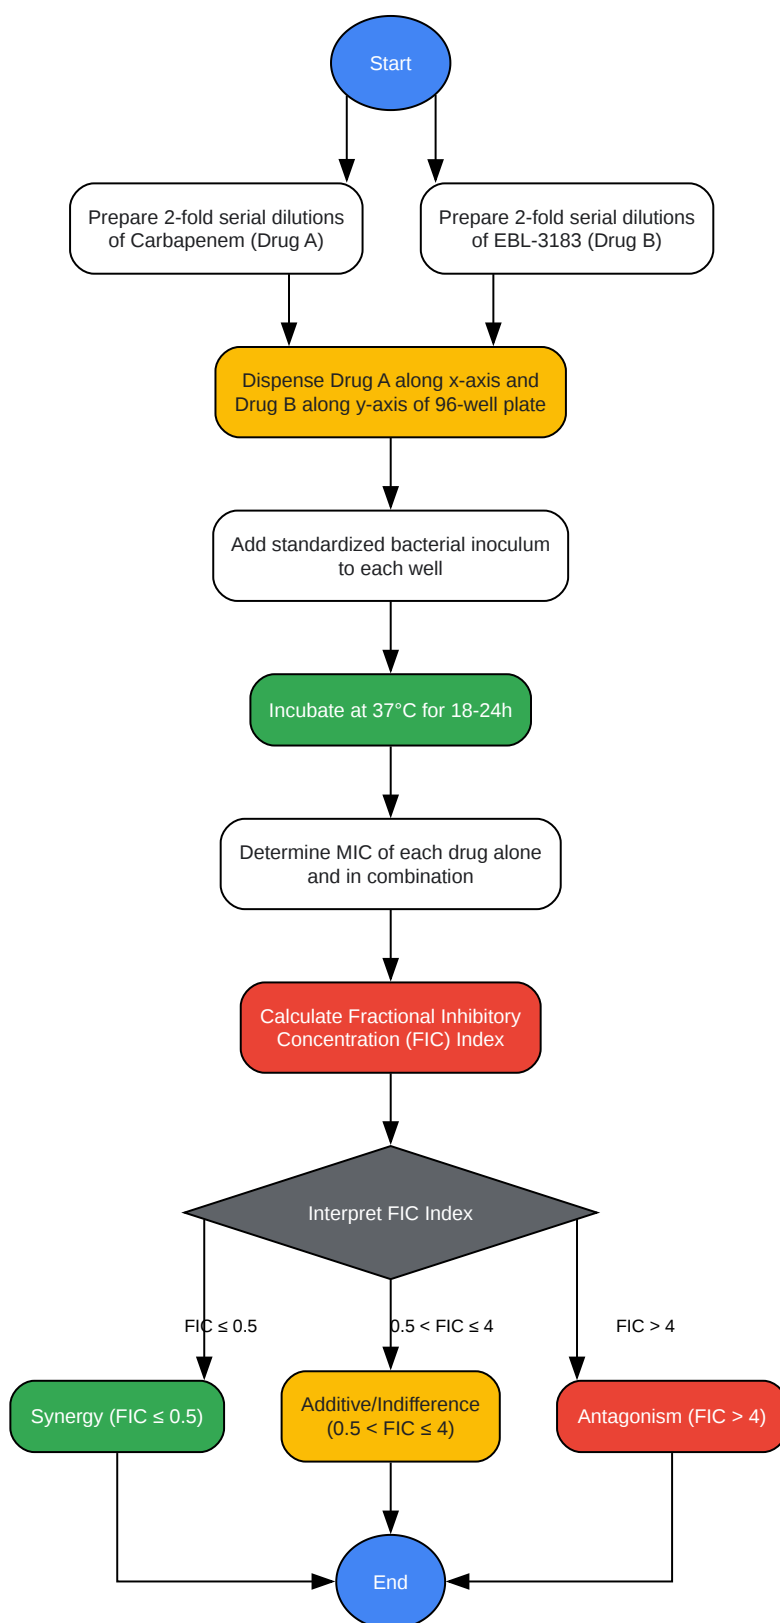 Start
Prepare 2-fold serial dilutions
of Carbapenem (Drug A)
Prepare 2-fold serial dilutions
of EBL-3183 (Drug B)
Dispense Drug A along x-axis and
Drug B along y-axis of 96-well plate
Add standardized bacterial inoculum
to each well
Incubate at 37°C for 18-24h
Determine MIC of each drug alone
and in combination
Calculate Fractional Inhibitory
Concentration (FIC) Index
Interpret FIC Index
FIC ≤ 0.5
0.5 < FIC ≤ 4
FIC > 4
Synergy (FIC ≤ 0.5)
Additive/Indifference
(0.5 < FIC ≤ 4)
Antagonism (FIC > 4)
End